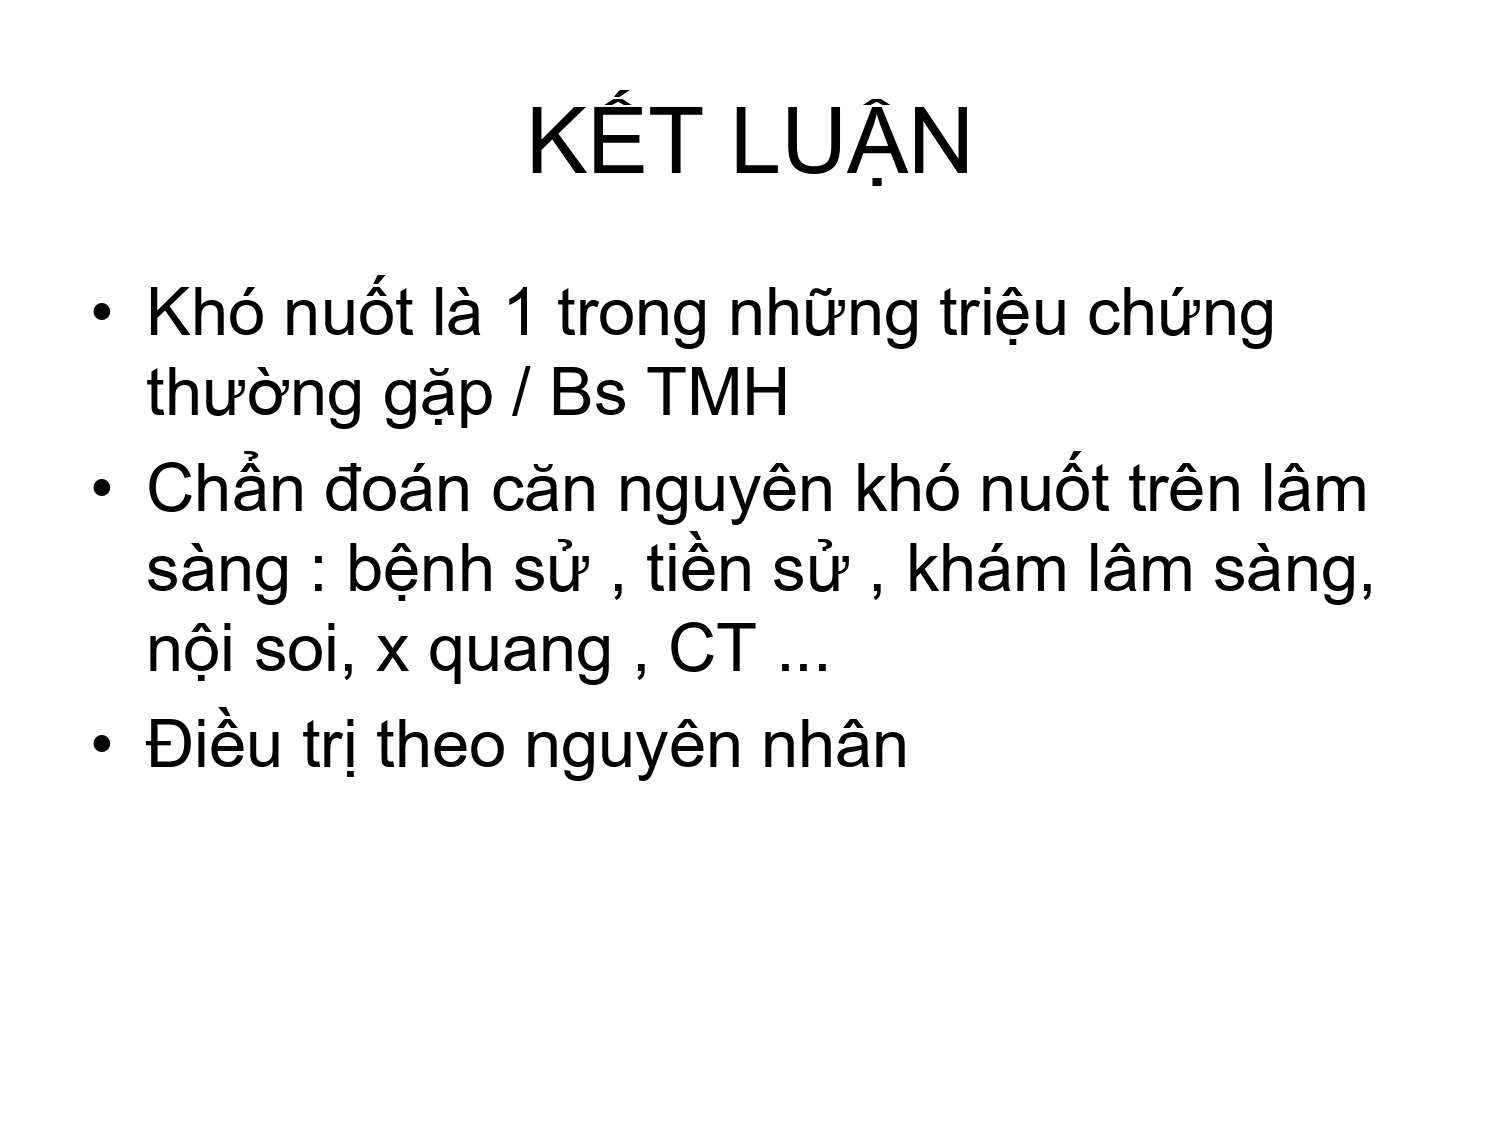 KẾT LUẬN
• Khó nuốt là 1 trong những triệu chứng
thường gặp / Bs TMH
• Chẩn đoán căn nguyên khó nuốt trên lâm
sàng : bệnh sử , tiền sử , khám lâm sàng,
nội soi, x quang , CT ...
• Điều trị theo nguyên nhân